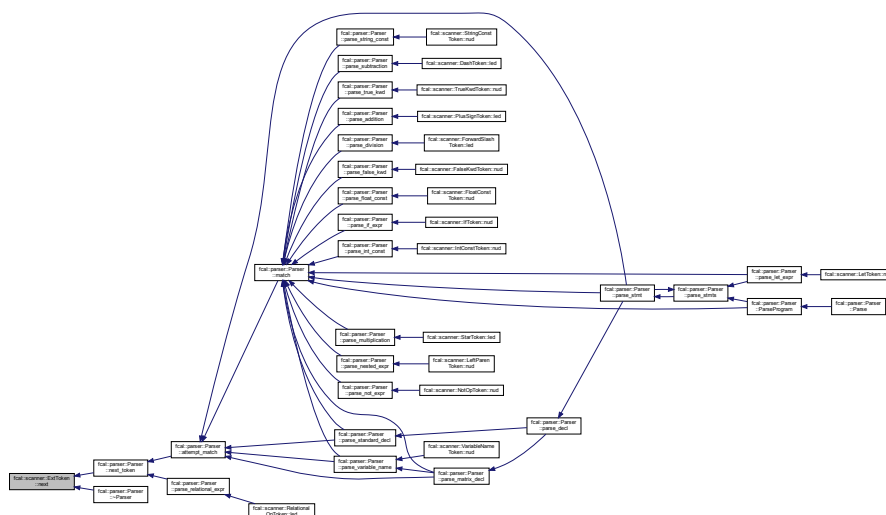 fcal::parser::Parser
::parse_string_const
fcal::scanner::StringConst
Token::nud
fcal::parser::Parser
::parse_subtraction
fcal::scanner::DashToken::led
fcal::parser::Parser
::parse_true_kwd
fcal::scanner::TrueKwdToken::nud
fcal::parser::Parser
::parse_addition
fcal::scanner::PlusSignToken::led
fcal::parser::Parser
::parse_division
fcal::scanner::ForwardSlash
Token::led
fcal::parser::Parser
::parse_false_kwd
fcal::scanner::FalseKwdToken::nud
fcal::parser::Parser
::parse_float_const
fcal::scanner::FloatConst
Token::nud
fcal::parser::Parser
::parse_if_expr
fcal::scanner::IfToken::nud
fcal::parser::Parser
::parse_int_const
fcal::scanner::IntConstToken::nud
fcal::parser::Parser
::match
fcal::parser::Parser
::parse_let_expr
fcal::scanner::LetToken::n
fcal::parser::Parser
::parse_stmt
fcal::parser::Parser
::parse_stmts
fcal::parser::Parser
::ParseProgram
fcal::parser::Parser
::Parse
fcal::parser::Parser
::parse_multiplication
fcal::scanner::StarToken::led
fcal::parser::Parser
::parse_nested_expr
fcal::scanner::LeftParen
Token::nud
fcal::parser::Parser
::parse_not_expr
fcal::scanner::NotOpToken::nud
fcal::parser::Parser
::parse_decl
fcal::parser::Parser
::parse_standard_decl
fcal::parser::Parser
::attempt_match
fcal::scanner::VariableName
Token::nud
fcal::parser::Parser
::parse_variable_name
fcal::parser::Parser
::parse_matrix_decl
fcal::scanner::ExtToken
::next
fcal::parser::Parser
::next_token
fcal::parser::Parser
::~Parser
fcal::parser::Parser
::parse_relational_expr
fcal::scanner::Relational
OpToken::led